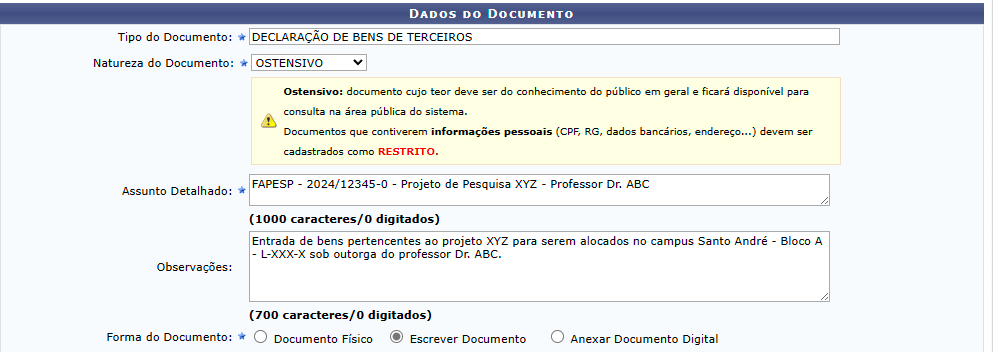 Dados do Documento
Tipo do Documento: DECLARAÇÃO DE BENS DE TERCEIROS
Natureza do Documento: OSTENSIVO
Ostensivo: documento cujo teor deve ser do conhecimento do público em geral e ficará disponível para
consulta na área pública do sistema.
Documentos que contiverem informações pessoais (CPF, RG, dados bancários, endereço...) devem ser
cadastrados como RESTRITO.
Assunto Detalhado: FAPESP - 2024/12345-0 - Projeto de Pesquisa XYZ - Professor Dr. ABC
(1000 caracteres/0 digitados)
Observações: Entrada de bens pertencentes ao projeto XYZ para serem alocados no campus Santo André - Bloco A
- L-XXX-X sob outorga do professor Dr. ABC.
(700 caracteres/0 digitados)
Forma do Documento: Documento Físico Escrever Documento Anexar Documento Digital